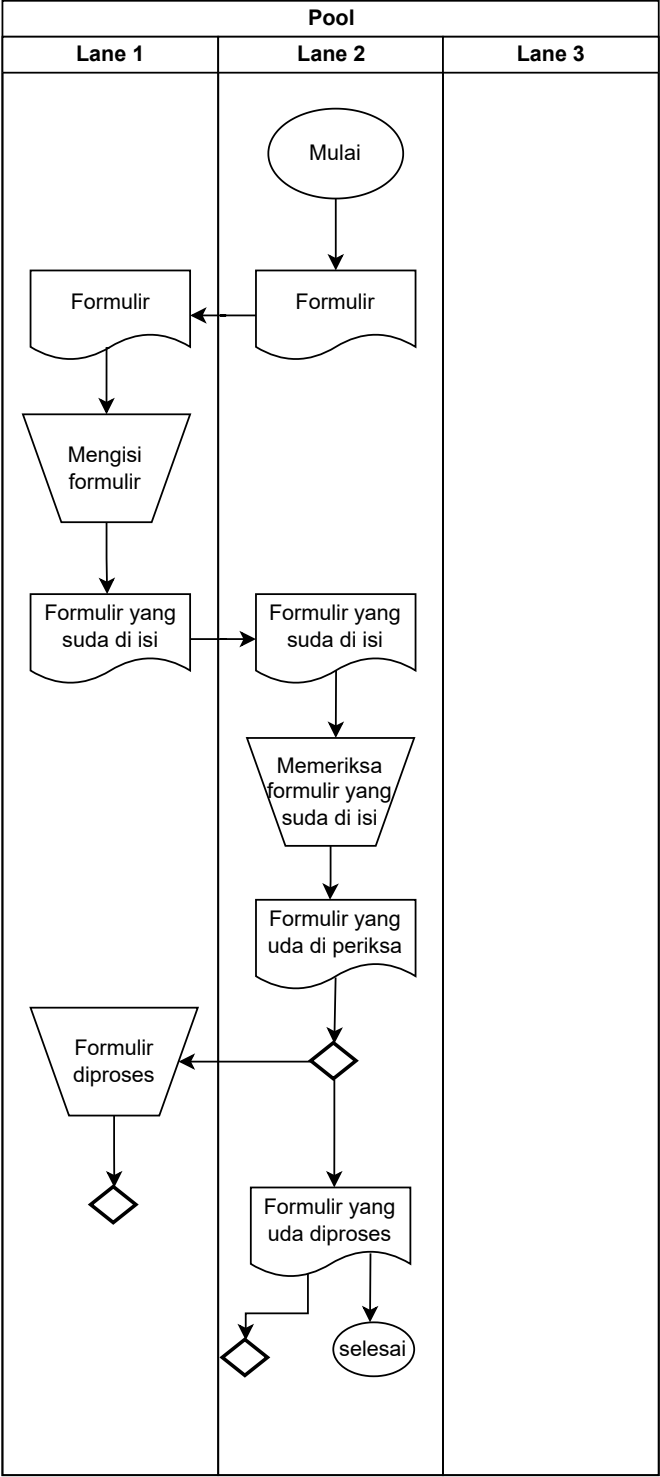 Pool
Lane 1
Lane 2
Lane 3
Mulai
Formulir
Formulir
Mengisi
formulir
Formulir yang
suda di isi
Formulir yang
suda di isi
Memeriksa
formulir yang
suda di isi
Formulir yang
uda di periksa
Formulir
diproses
Formulir yang
uda diproses
selesai